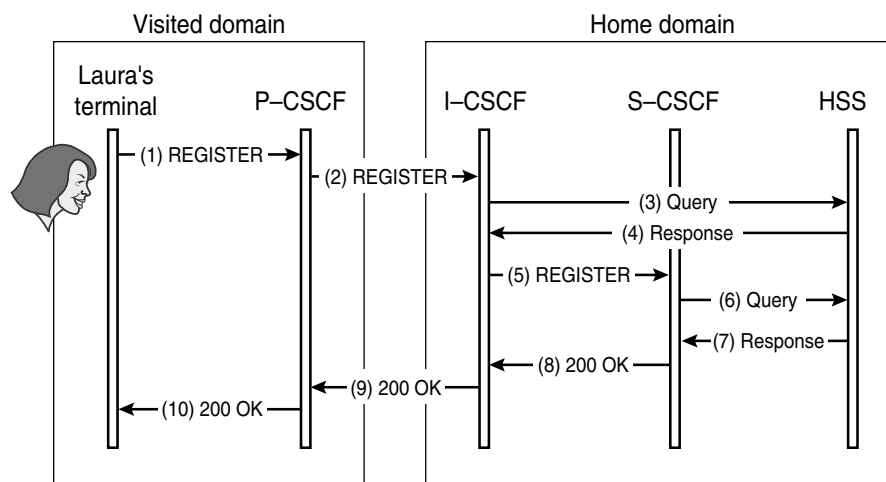 Visited domain
Home domain
Laura's
terminal
P–CSCF
I–CSCF
S–CSCF
HSS
(1) REGISTER
(2) REGISTER
(3) Query
(4) Response
(5) REGISTER
(6) Query
(7) Response
(8) 200 OK
(9) 200 OK
(10) 200 OK